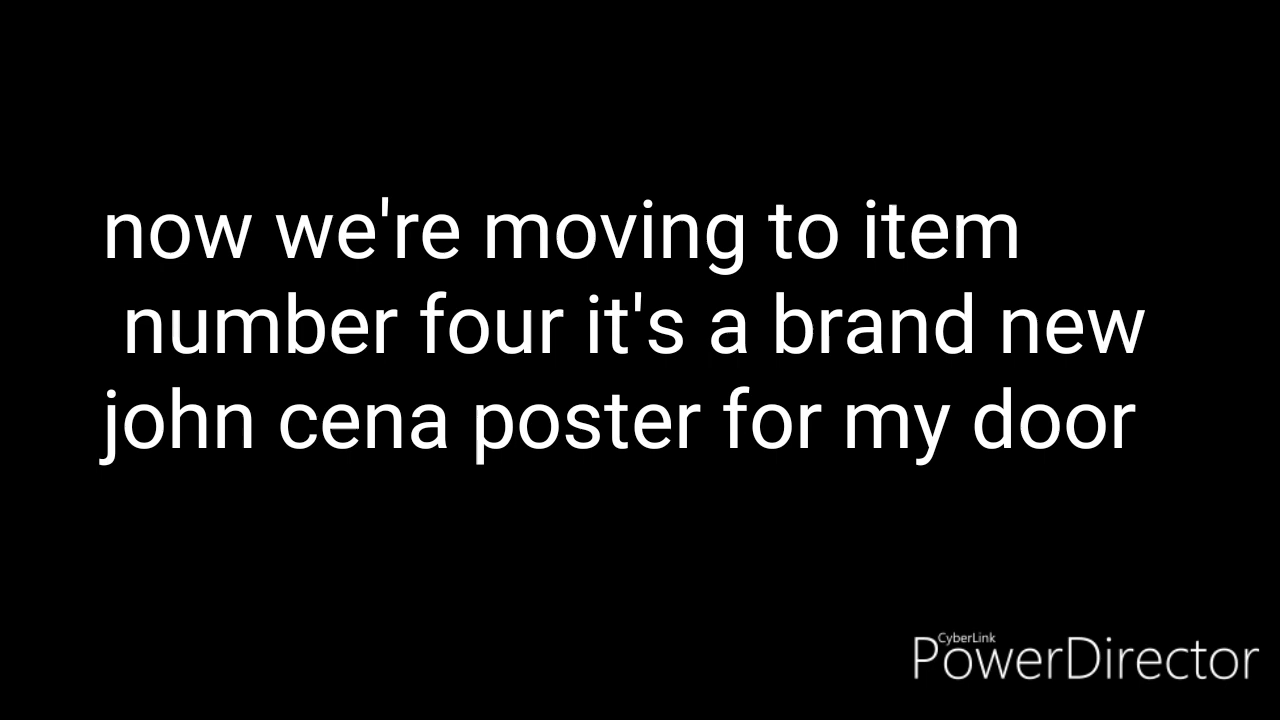 now we're moving to item
number four it's a brand new
john cena poster for my door
CyberLink
PowerDirector